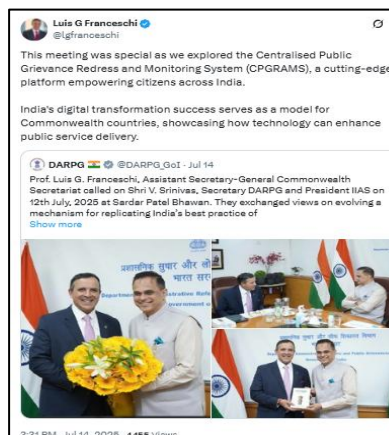 Luis G Franceschi
@lgfranceschi
This meeting was special as we explored the Centralised Public
Grievance Redress and Monitoring System (CPGRAMS), a cutting-edge
platform empowering citizens across India.
India's digital transformation success serves as a model for
Commonwealth countries, showcasing how technology can enhance
public service delivery.
DARPG 🇮🇳 @DARPG_GoI · Jul 14
Prof. Luis G. Franceschi, Assistant Secretary-General Commonwealth
Secretariat called on Shri V. Srinivas, Secretary DARPG and President IIAS on
12th July, 2025 at Sardar Patel Bhawan. They exchanged views on evolving a
mechanism for replicating India's best practice of
Show more
प्रशासनिक सुधार और
भारत सरकार
3:31 PM · Jul 14, 2025 · 1455 Views